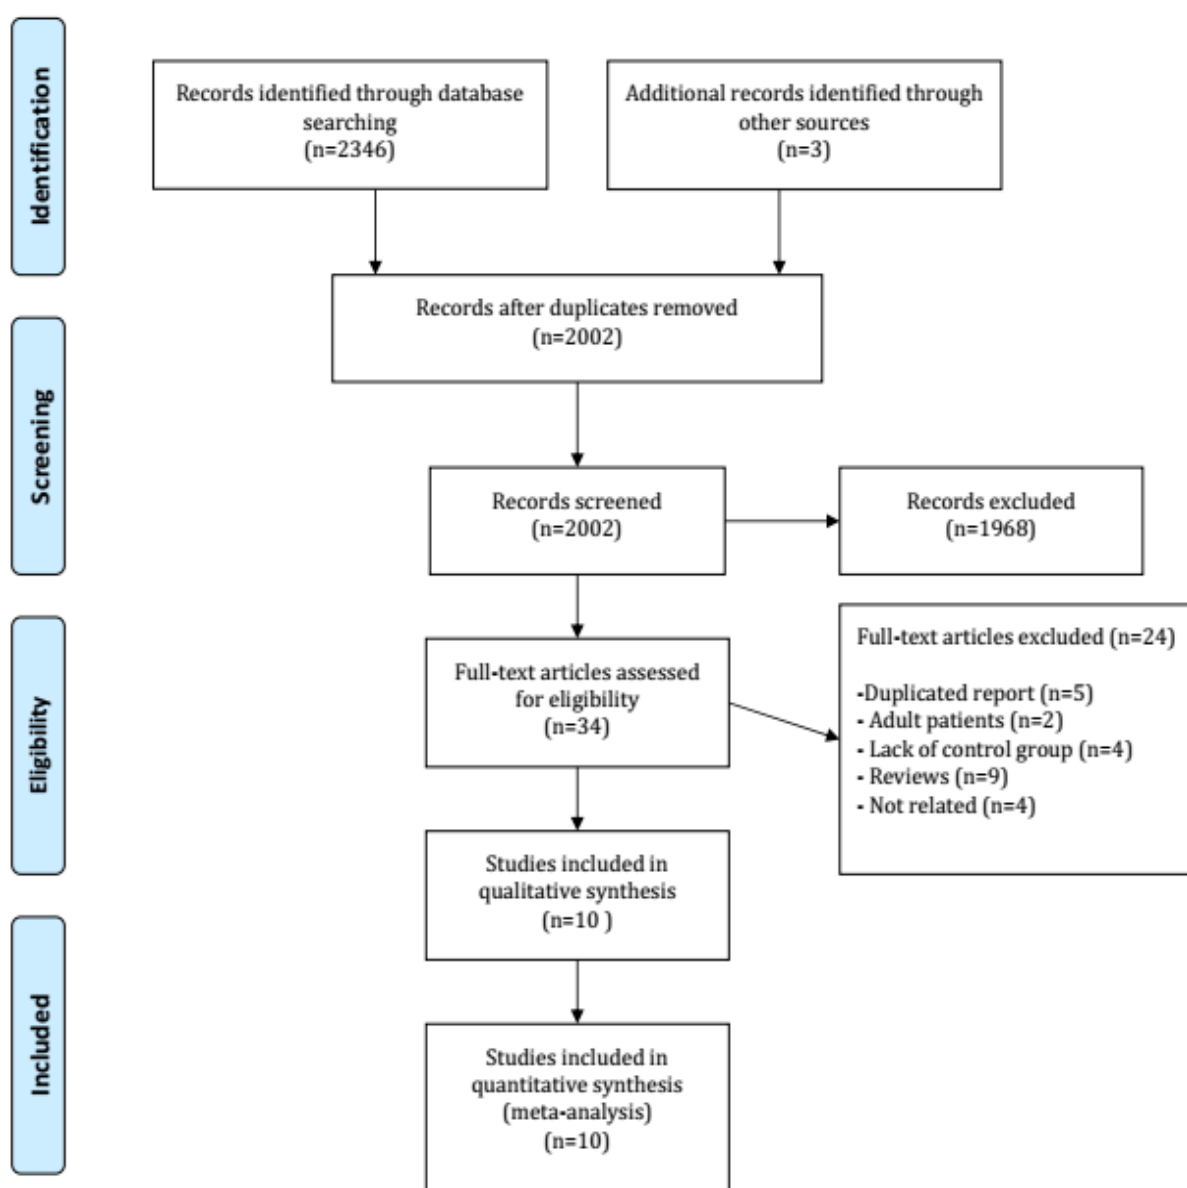 Identification
Records identified through database
searching
(n=2346)
Additional records identified through
other sources
(n=3)
Records after duplicates removed
(n=2002)
Screening
Records screened
(n=2002)
Records excluded
(n=1968)
Eligibility
Full-text articles assessed
for eligibility
(n=34)
Full-text articles excluded (n=24)
-Duplicated report (n=5)
- Adult patients (n=2)
- Lack of control group (n=4)
- Reviews (n=9)
- Not related (n=4)
Studies included in
qualitative synthesis
(n=10 )
Included
Studies included in
quantitative synthesis
(meta-analysis)
(n=10)